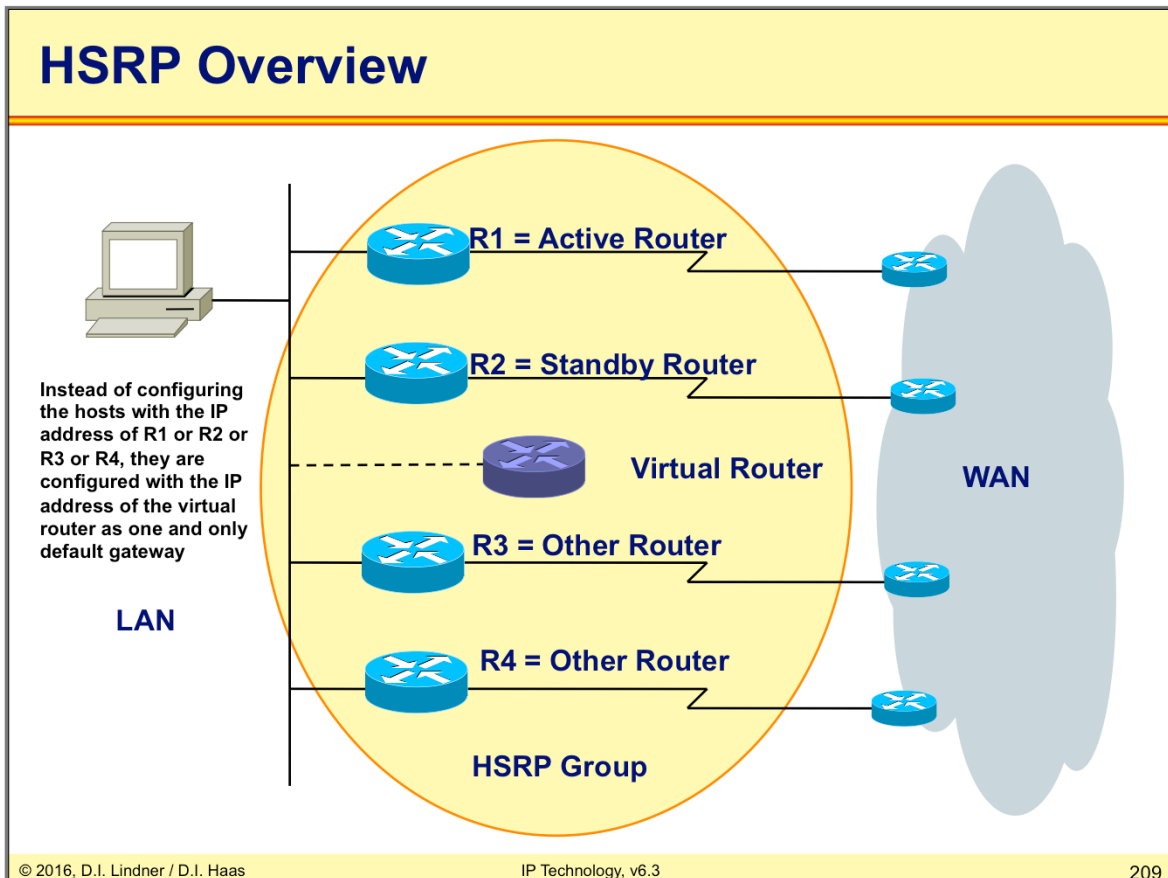 HSRP Overview
R1 = Active Router
R2 = Standby Router
Instead of configuring
the hosts with the IP
address of R1 or R2 or
R3 or R4, they are
configured with the IP
address of the virtual
router as one and only
default gateway
Virtual Router
WAN
R3 = Other Router
LAN
R4 = Other Router
HSRP Group
© 2016, D.I. Lindner / D.I. Haas
IP Technology, v6.3
209